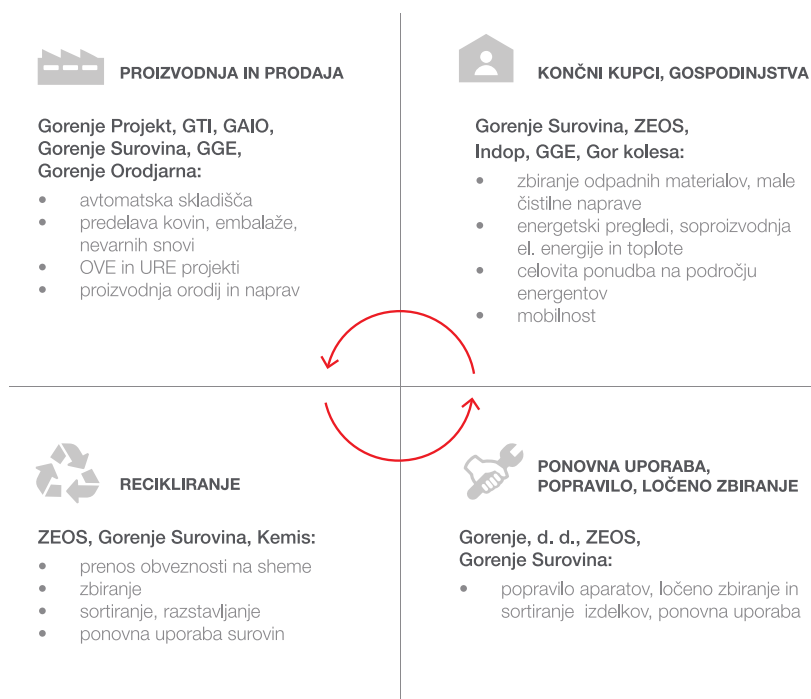 PROIZVODNJA IN PRODAJA
Gorenje Projekt, GTI, GAIO,
Gorenje Surovina, GGE,
Gorenje Orodjarna:
• avtomatska skladišča
• predelava kovin, embalaže,
nevarnih snovi
• OVE in URE projekti
• proizvodnja orodij in naprav
KONČNI KUPCI, GOSPODINJSTVA
Gorenje Surovina, ZEOS,
Indop, GGE, Gor kolesa:
• zbiranje odpadnih materialov, male
čistilne naprave
• energetski pregledi, soproizvodnja
el. energije in toplote
• celovita ponudba na področju
energentov
• mobilnost
RECIKLIRANJE
ZEOS, Gorenje Surovina, Kemis:
• prenos obveznosti na sheme
• zbiranje
• sortiranje, razstavljanje
• ponovna uporaba surovin
PONOVNA UPORABA,
POPRAVILO, LOČENO ZBIRANJE
Gorenje, d. d., ZEOS,
Gorenje Surovina:
• popravilo aparatov, ločeno zbiranje in
sortiranje izdelkov, ponovna uporaba